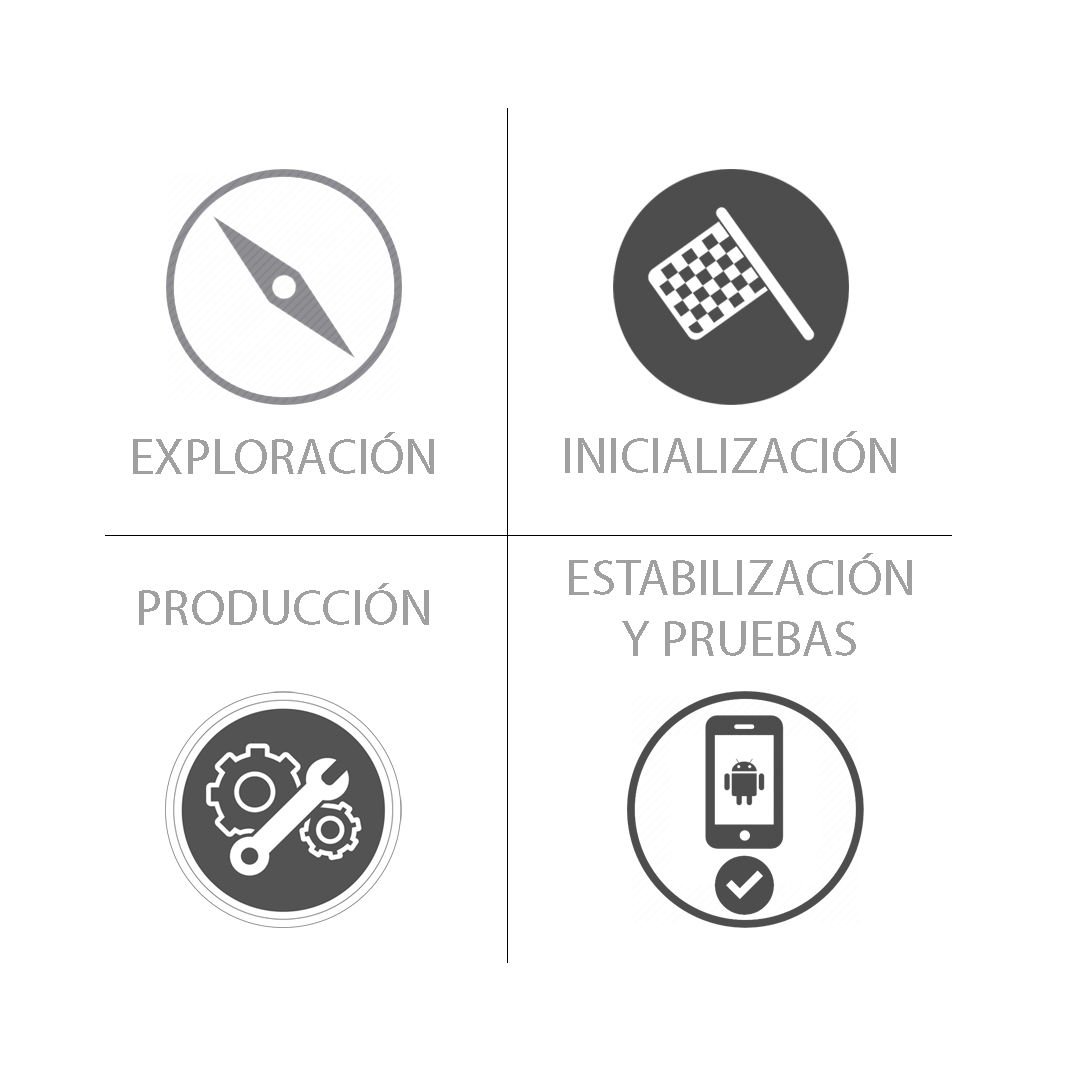 EXPLORACIÓN
INICIALIZACIÓN
PRODUCCIÓN
ESTABILIZACIÓN
Y PRUEBAS